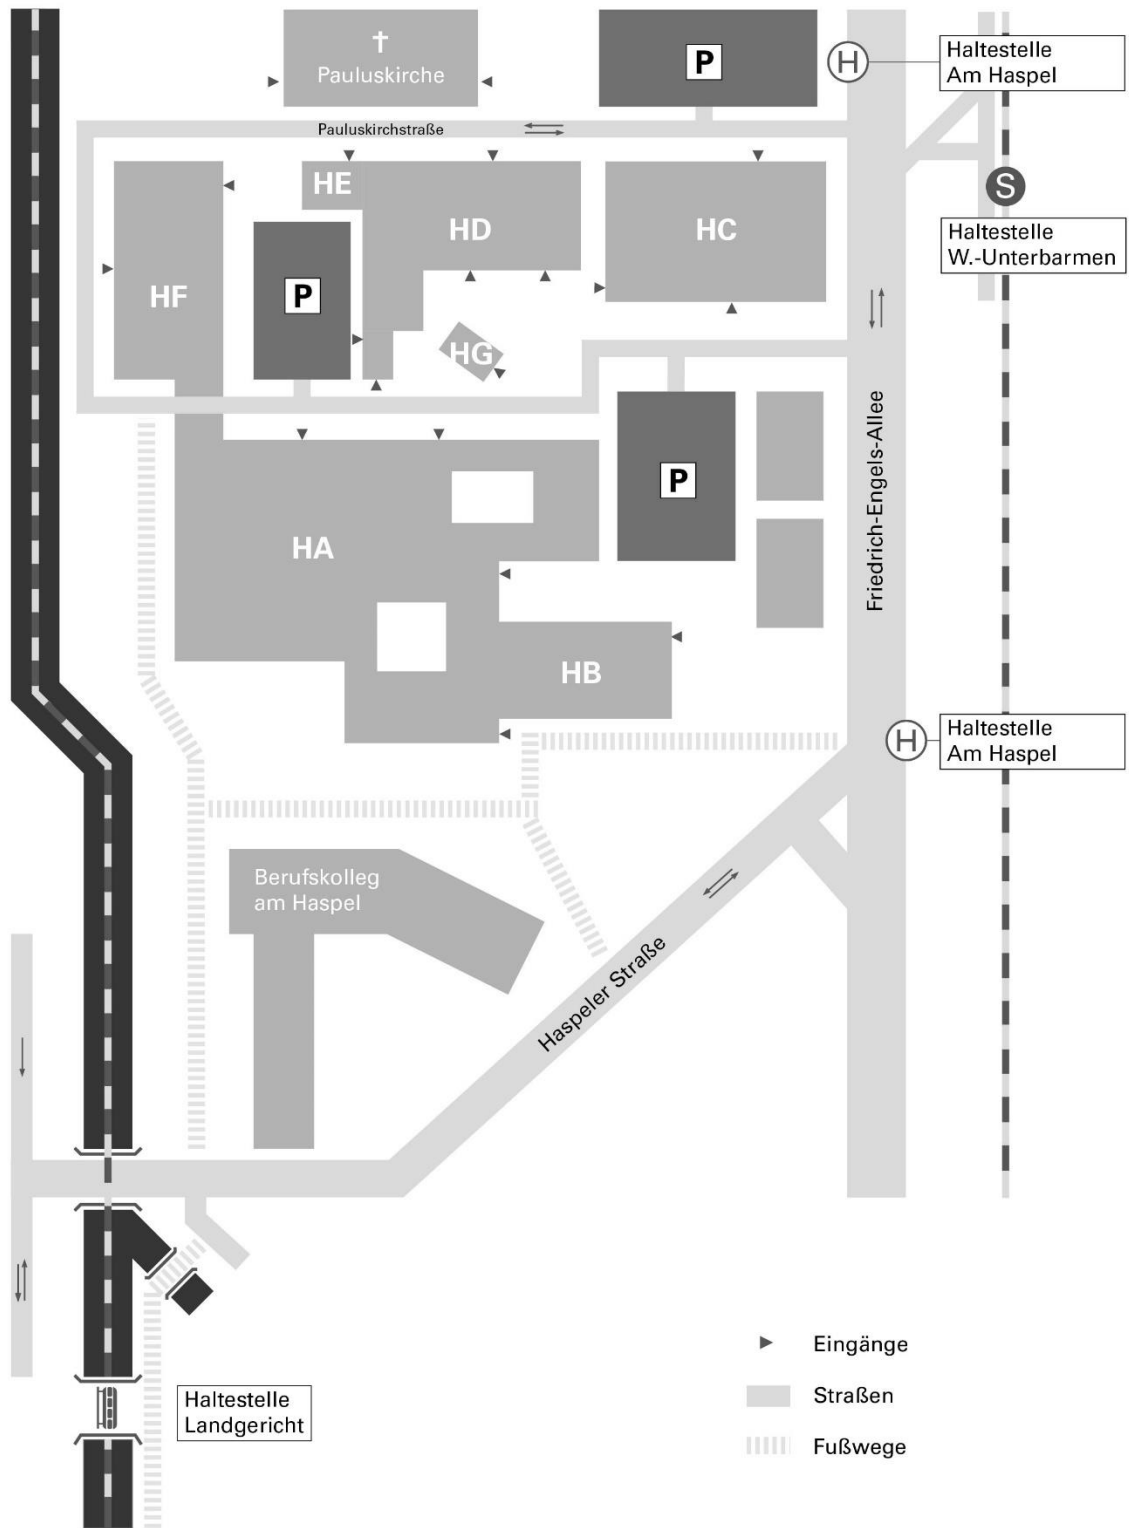 Pauluskirche
P
H
Haltestelle
Am Haspel
Pauluskirchstraße
HE
HD
HC
S
Haltestelle
W.-Unterbarmen
HF
P
HG
Friedrich-Engels-Allee
P
HA
HB
H
Haltestelle
Am Haspel
Berufskolleg
am Haspel
Haspeler Straße
Eingänge
Straßen
Fußwege
Haltestelle
Landgericht